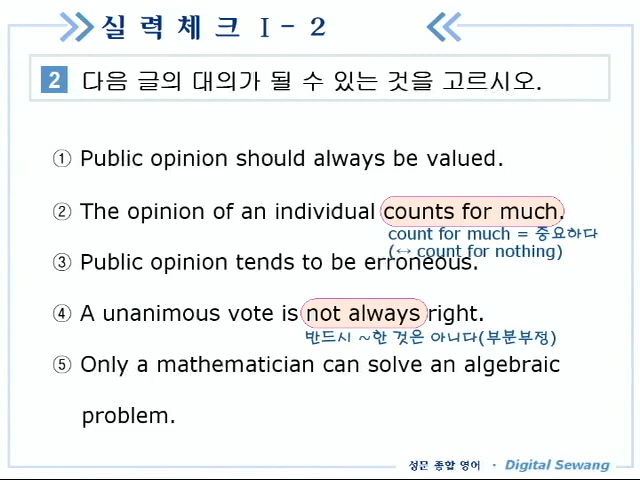 실 력 체 크 Ⅰ - 2
2 다음 글의 대의가 될 수 있는 것을 고르시오.
① Public opinion should always be valued.
② The opinion of an individual counts for much.
count for much = 중요하다
(↔ count for nothing)
③ Public opinion tends to be erroneous.
④ A unanimous vote is not always right.
반드시 ~한 것은 아니다(부분부정)
⑤ Only a mathematician can solve an algebraic
problem.
성문 종합 영어 · Digital Sewang